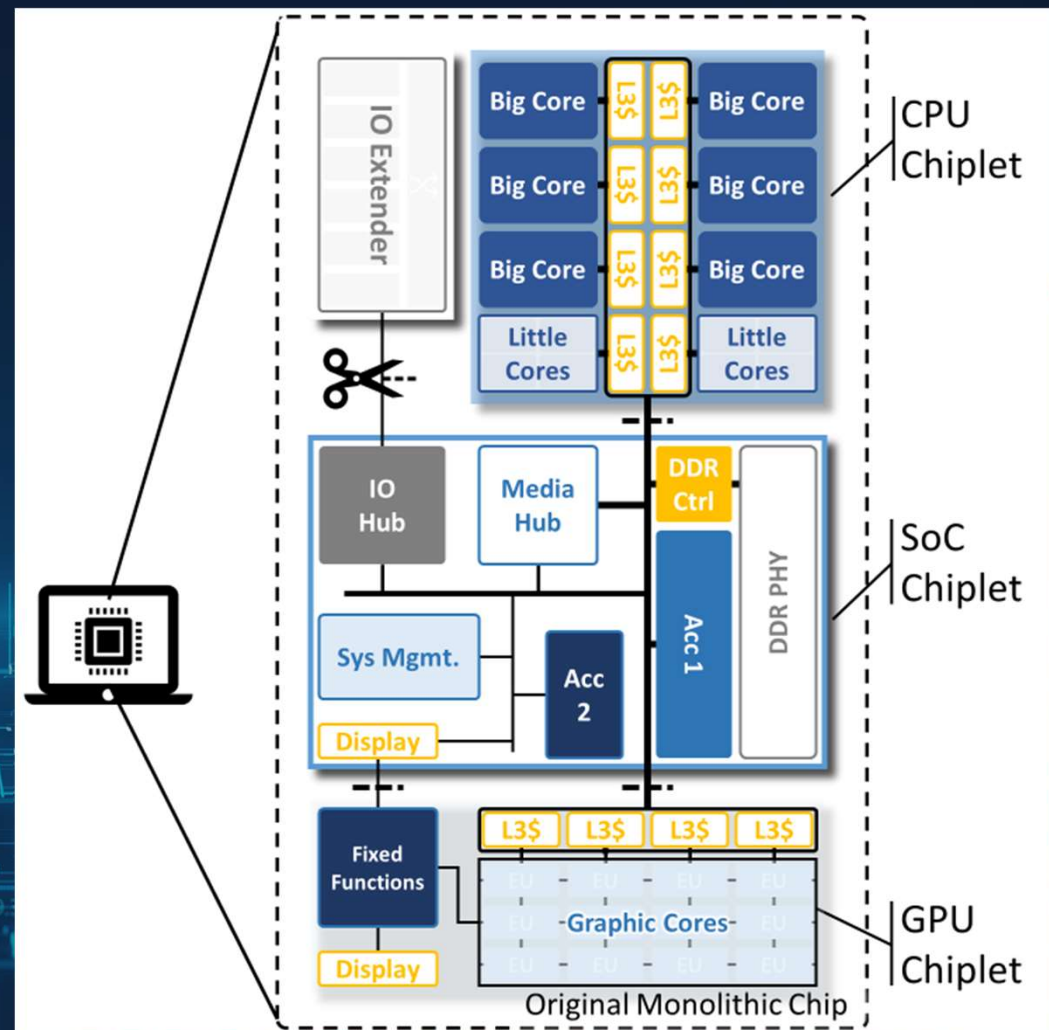 IO Extender
Big Core
L3$
L3$
Big Core
Big Core
L3$
L3$
Big Core
Big Core
L3$
L3$
Big Core
Little
Cores
L3$
L3$
Little
Cores
CPU
Chiplet
IO
Hub
Media
Hub
DDR
Ctrl
DDR PHY
Acc 1
Sys Mgmt.
Acc
2
Display
SoC
Chiplet
Fixed
Functions
L3$
L3$
L3$
L3$
EU
EU
EU
EU
EU
EU
Graphic Cores
EU
EU
EU
EU
Display
GPU
Chiplet
Original Monolithic Chip